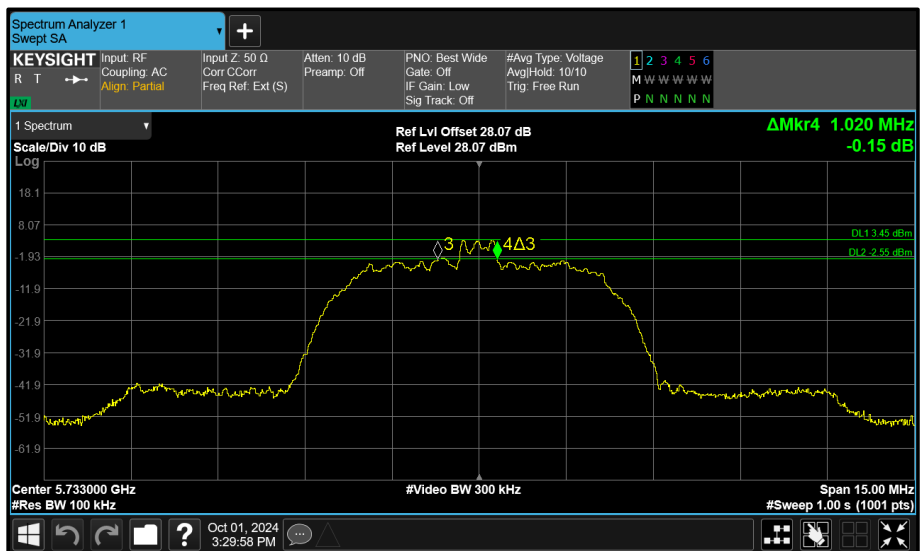 Spectrum Analyzer 1
Swept SA
+
KEYSIGHT
R T
LXI
Input: RF
Coupling: AC
Align: Partial
Input Z: 50 Ω
Corr CCorr
Freq Ref: Ext (S)
Atten: 10 dB
Preamp: Off
PNO: Best Wide
Gate: Off
IF Gain: Low
Sig Track: Off
#Avg Type: Voltage
Avg|Hold: 10/10
Trig: Free Run
1 2 3 4 5 6
M W W W W W
P N N N N N
1 Spectrum
Scale/Div 10 dB
Ref Lvl Offset 28.07 dB
Ref Level 28.07 dBm
ΔMkr4 1.020 MHz
-0.15 dB
Log
18.1
8.07
-1.93
-11.9
-21.9
-31.9
-41.9
-51.9
-61.9
3
4Δ3
DL1 3.45 dBm
DL2 -2.55 dBm
Center 5.733000 GHz
#Res BW 100 kHz
#Video BW 300 kHz
Span 15.00 MHz
#Sweep 1.00 s (1001 pts)
?
Oct 01, 2024
3:29:58 PM